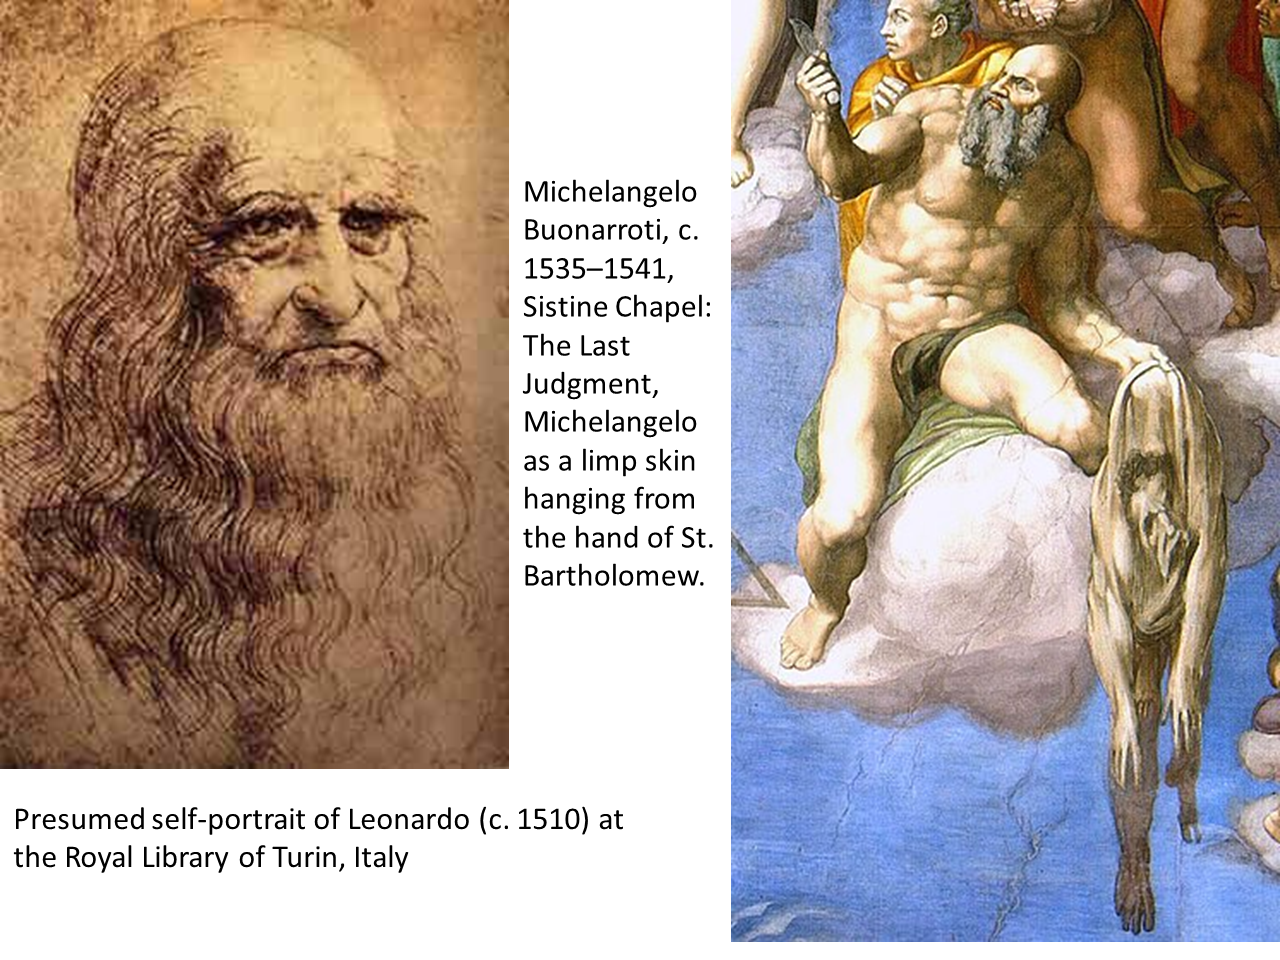 Michelangelo
Buonarroti, c.
1535–1541,
Sistine Chapel:
The Last
Judgment,
Michelangelo
as a limp skin
hanging from
the hand of St.
Bartholomew.
Presumed self-portrait of Leonardo (c. 1510) at
the Royal Library of Turin, Italy